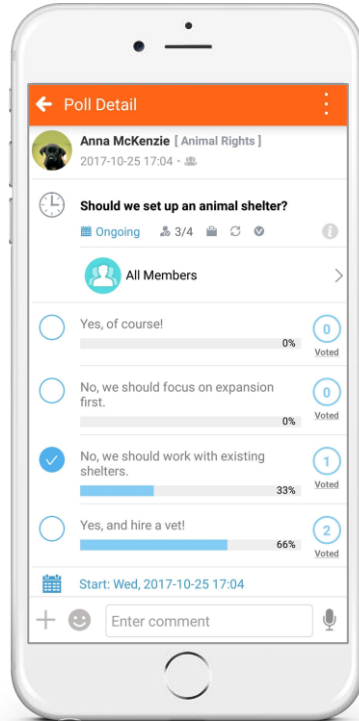 Poll Detail
Anna McKenzie [ Animal Rights ]
2017-10-25 17:04 -
Should we set up an animal shelter?
Ongoing 3/4
All Members
Yes, of course!
0
0%
Voted
No, we should focus on expansion
first.
0
0%
Voted
No, we should work with existing
shelters.
1
33%
Voted
Yes, and hire a vet!
2
66%
Voted
Start: Wed, 2017-10-25 17:04
Enter comment